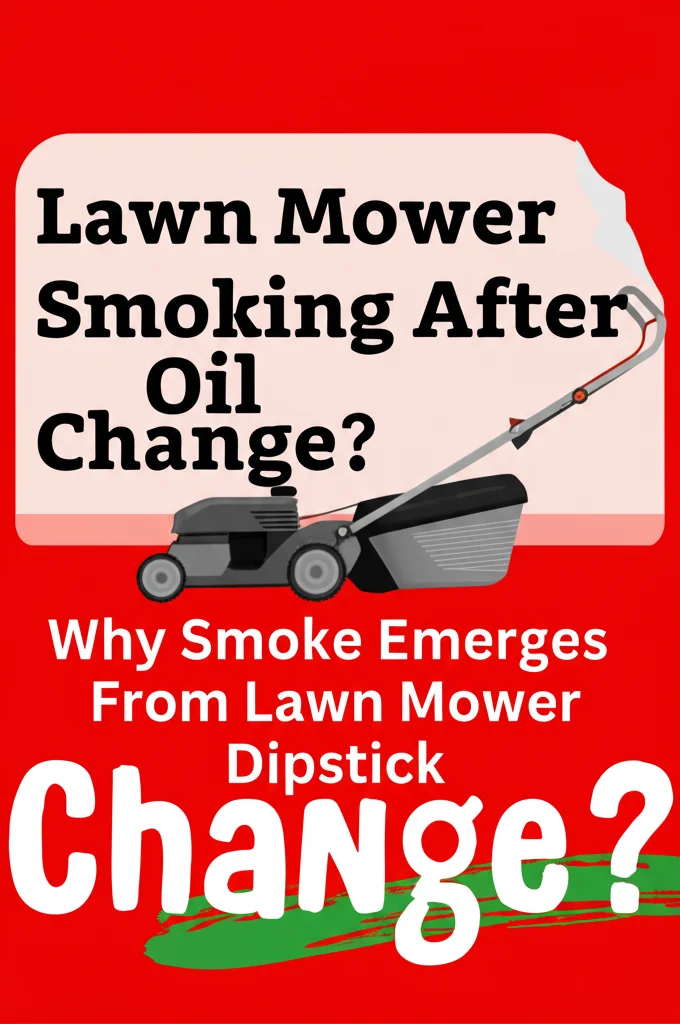 Lawn Mower
Smoking After
Oil
Change?
Why Smoke Emerges
From Lawn Mower
Dipstick
Change?